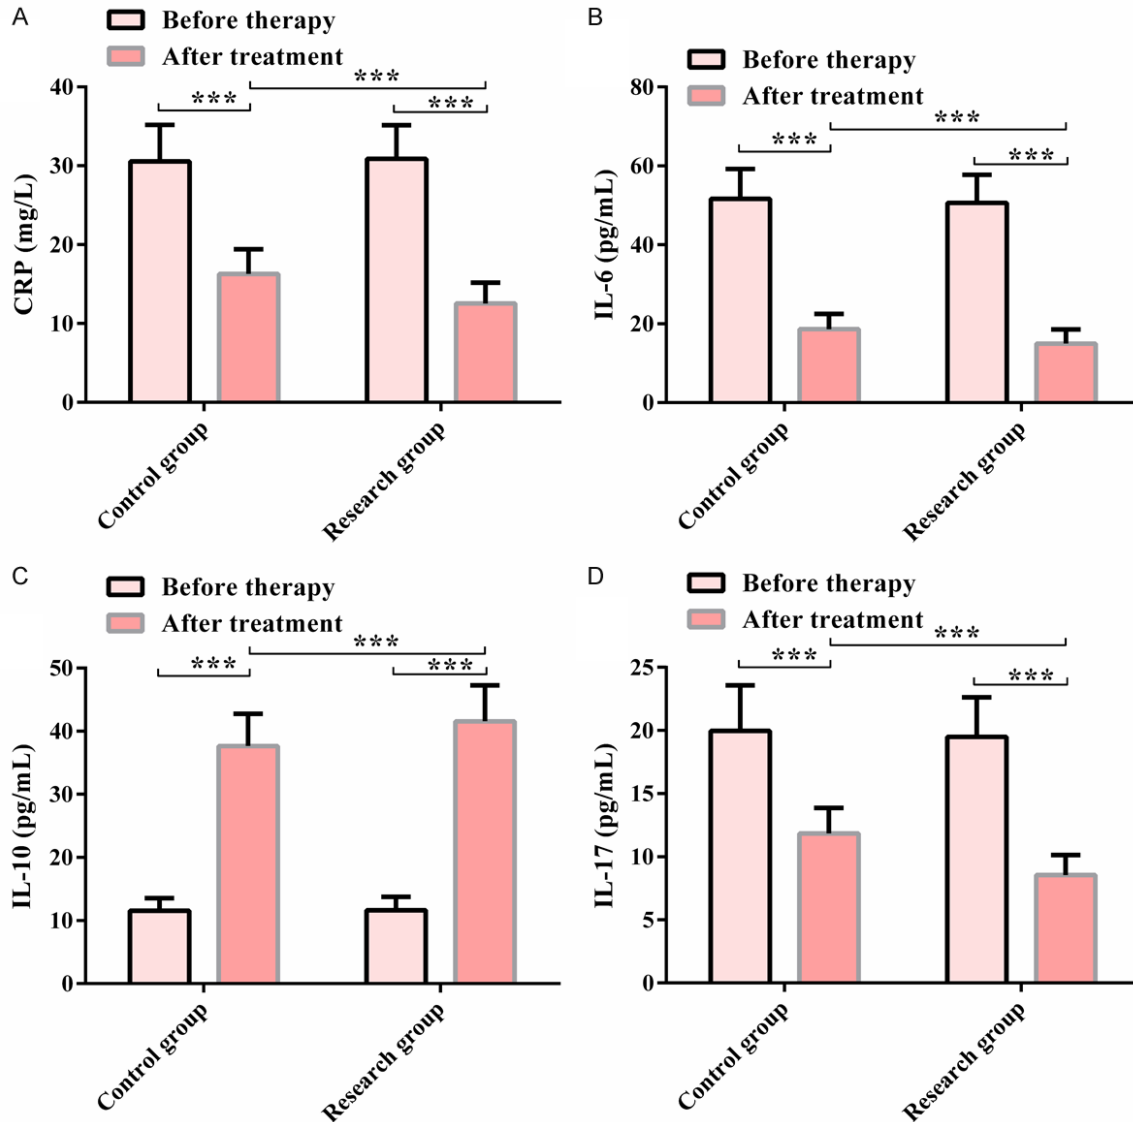 A
Before therapy
After treatment
***
***
***
40
30
20
10
0
CRP (mg/L)
Control group
Research group
B
Before therapy
After treatment
***
***
***
80
60
40
20
0
IL-6 (pg/mL)
Control group
Research group
C
Before therapy
After treatment
***
***
***
50
40
30
20
10
0
IL-10 (pg/mL)
Control group
Research group
D
Before therapy
After treatment
***
***
***
25
20
15
10
5
0
IL-17 (pg/mL)
Control group
Research group